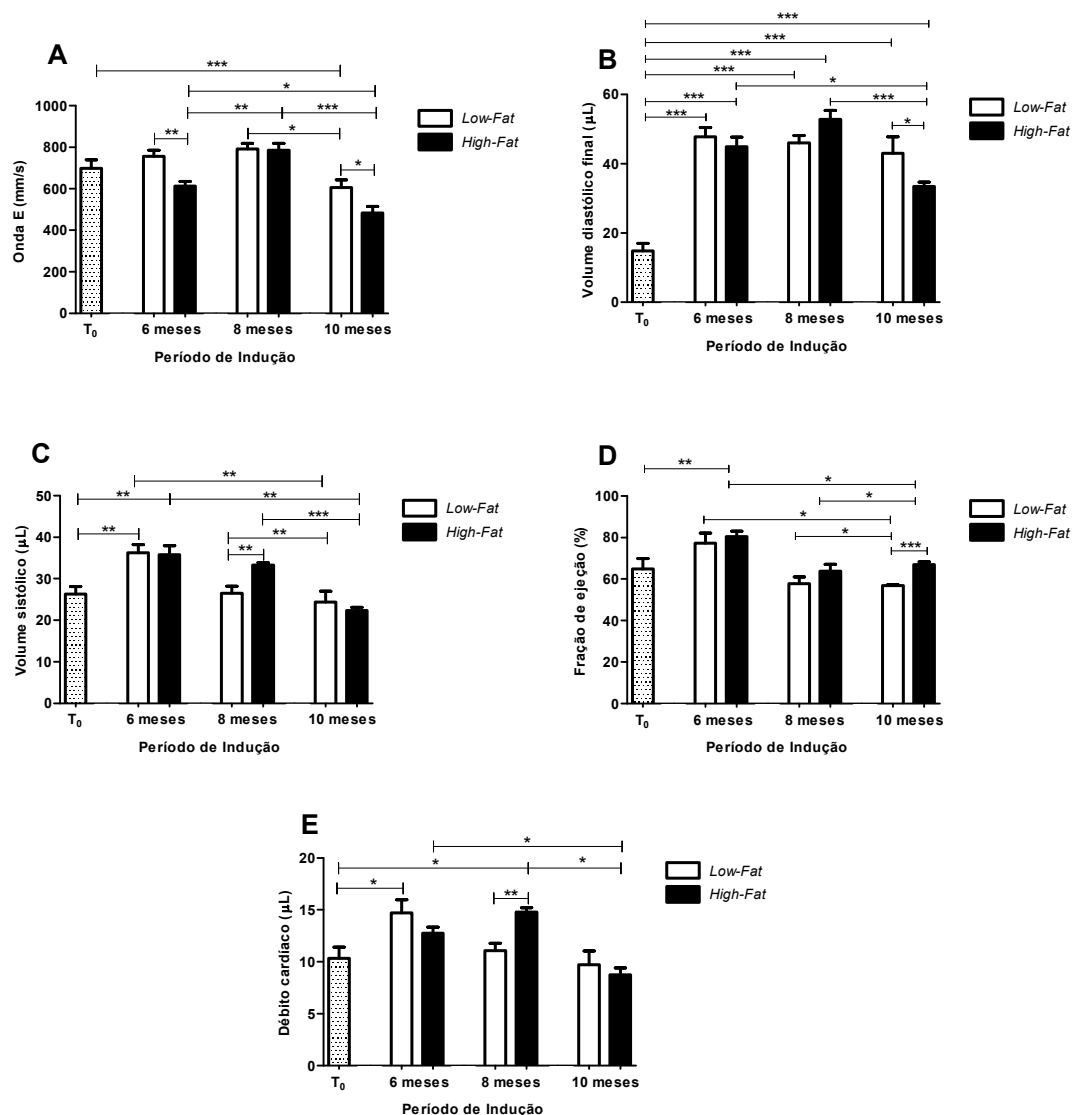 A
***
*
** ***
** *
*
1000
800
600
400
200
0
Onda E (mm/s)
T0 6 meses 8 meses 10 meses
Período de Indução
Low-Fat
High-Fat
B
***
***
***
***
*
*** ***
*** *
60
40
20
0
Volume diastólico final (µL)
T0 6 meses 8 meses 10 meses
Período de Indução
Low-Fat
High-Fat
C
**
** **
***
** **
**
50
40
30
20
10
0
Volume sistólico (µL)
T0 6 meses 8 meses 10 meses
Período de Indução
Low-Fat
High-Fat
D
**
*
*
*
*
***
100
80
60
40
20
0
Fração de ejeção (%)
T0 6 meses 8 meses 10 meses
Período de Indução
Low-Fat
High-Fat
E
*
* *
* **
20
15
10
5
0
Débito cardíaco (µL)
T0 6 meses 8 meses 10 meses
Período de Indução
Low-Fat
High-Fat